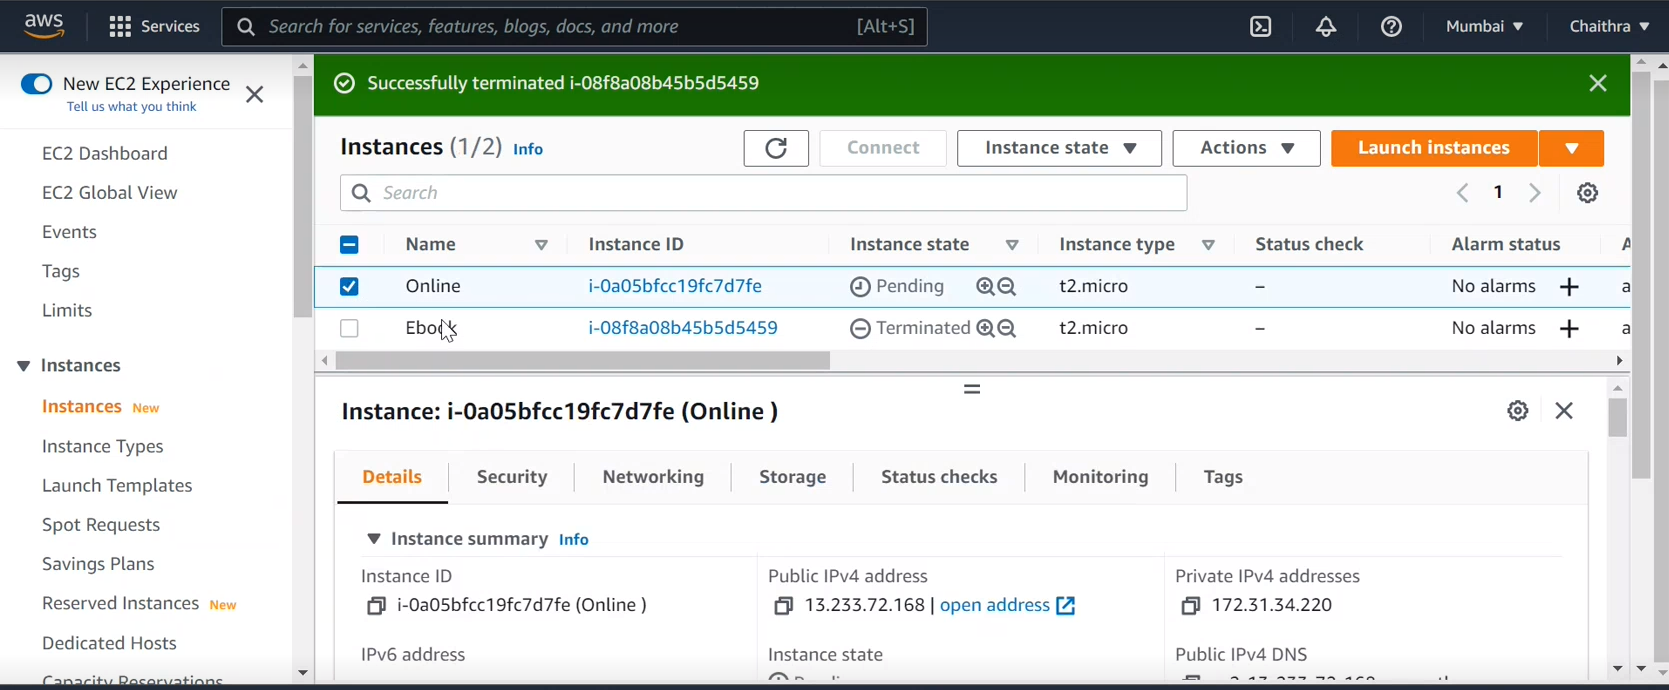 aws
Services
Search for services, features, blogs, docs, and more
[Alt+S]
Mumbai
Chaithra
New EC2 Experience
Tell us what you think
EC2 Dashboard
EC2 Global View
Events
Tags
Limits
Instances
Instances New
Instance Types
Launch Templates
Spot Requests
Savings Plans
Reserved Instances New
Dedicated Hosts
Capacity Reservations
Successfully terminated i-08f8a08b45b5d5459
Instances (1/2) Info
Connect
Instance state
Actions
Launch instances
Search
1
Name Instance ID Instance state Instance type Status check Alarm status A
Online i-0a05bfcc19fc7d7fe Pending t2.micro – No alarms + a
Ebook i-08f8a08b45b5d5459 Terminated t2.micro – No alarms + a
Instance: i-0a05bfcc19fc7d7fe (Online )
Details Security Networking Storage Status checks Monitoring Tags
Instance summary Info
Instance ID
i-0a05bfcc19fc7d7fe (Online )
Public IPv4 address
13.233.72.168 | open address
Private IPv4 addresses
172.31.34.220
IPv6 address
Instance state
Public IPv4 DNS